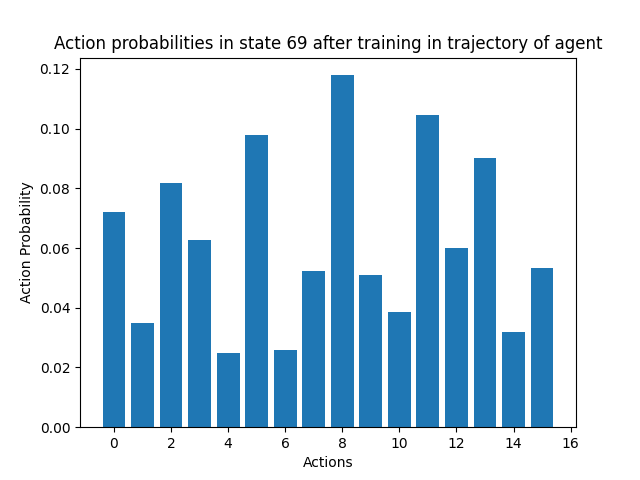 Action probabilities in state 69 after training in trajectory of agent
0.12
0.10
0.08
0.06
0.04
0.02
0.00
Action Probability
0 2 4 6 8 10 12 14 16
Actions